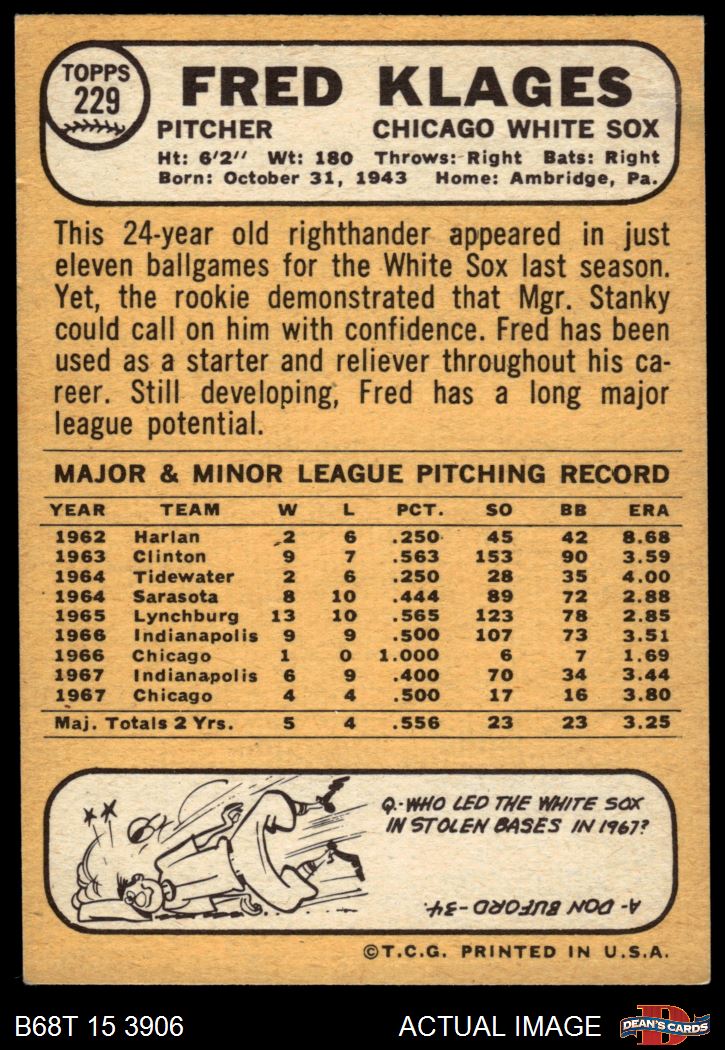 TOPPS
229
FRED KLAGES
PITCHER CHICAGO WHITE SOX
Ht: 6'2'' Wt: 180 Throws: Right Bats: Right
Born: October 31, 1943 Home: Ambridge, Pa.
This 24-year old righthander appeared in just
eleven ballgames for the White Sox last season.
Yet, the rookie demonstrated that Mgr. Stanky
could call on him with confidence. Fred has been
used as a starter and reliever throughout his ca-
reer. Still developing, Fred has a long major
league potential.
MAJOR & MINOR LEAGUE PITCHING RECORD
YEAR TEAM W L PCT. SO BB ERA
1962 Harlan 2 6 .250 45 42 8.68
1963 Clinton 9 7 .563 153 90 3.59
1964 Tidewater 2 6 .250 28 35 4.00
1964 Sarasota 8 10 .444 89 72 2.88
1965 Lynchburg 13 10 .565 123 78 2.85
1966 Indianapolis 9 9 .500 107 73 3.51
1966 Chicago 1 0 1.000 6 7 1.69
1967 Indianapolis 6 9 .400 70 34 3.44
1967 Chicago 4 4 .500 17 16 3.80
Maj. Totals 2 Yrs. 5 4 .556 23 23 3.25
Q.-WHO LED THE WHITE SOX
IN STOLEN BASES IN 1967?
A- DON BUFORD -34.
©T.C.G. PRINTED IN U.S.A.
B68T 15 3906 ACTUAL IMAGE DEAN'S CARDS